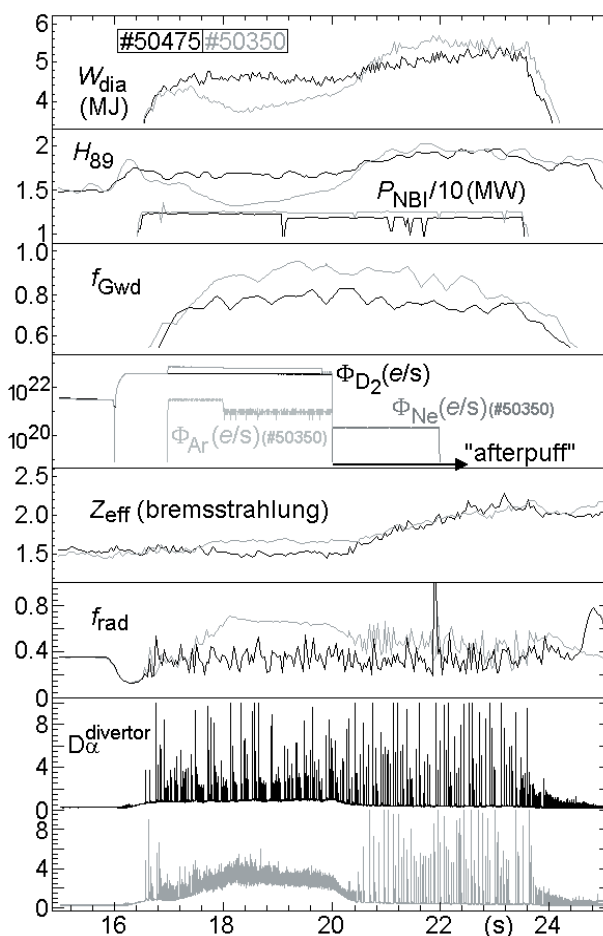 6
#50475 #50350
W_dia
5
(MJ)
4
H_89
2
1.5
P_NBI/10 (MW)
1
1.0
f_Gwd
0.8
0.6
Φ_D2(e/s)
10^22
Φ_Ne(e/s)(#50350)
Φ_Ar(e/s)(#50350)
10^20
"afterpuff"
2.5
Z_eff (bremsstrahlung)
2.0
1.5
0.8
f_rad
0.4
0
8
Dα^divertor
4
0
8
4
0
16 18 20 22 (s) 24